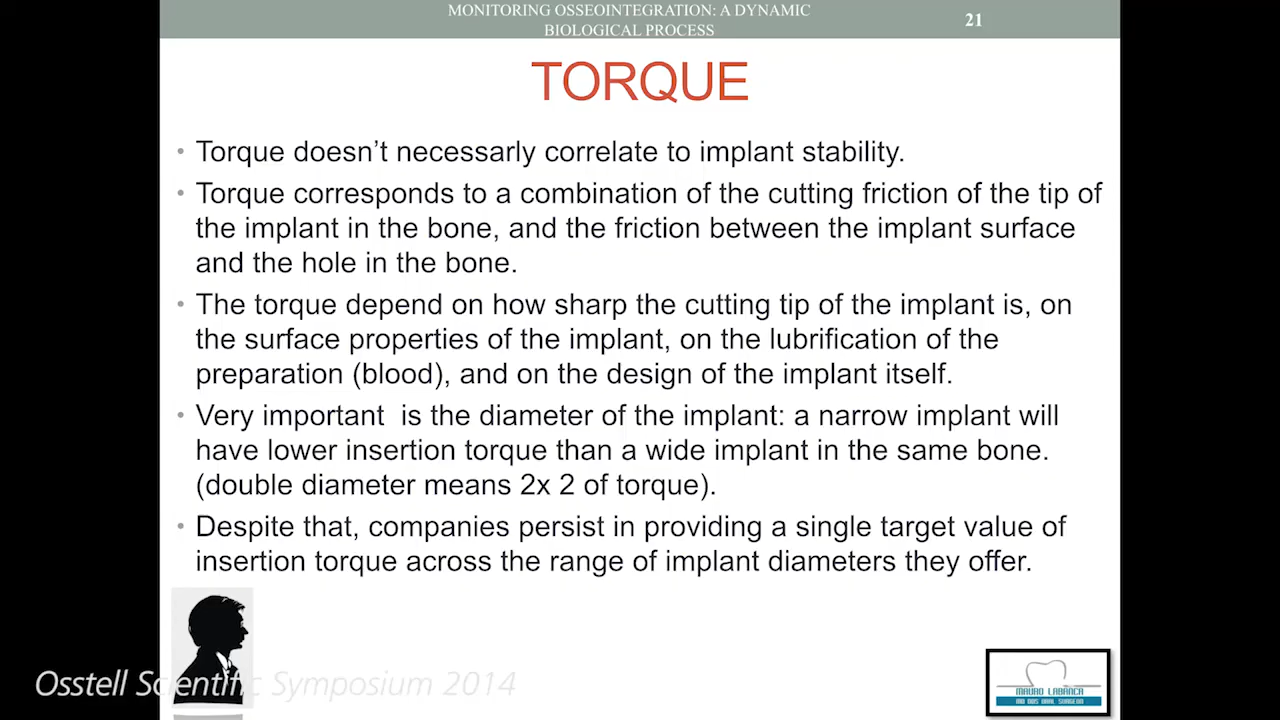 MONITORING OSSEOINTEGRATION: A DYNAMIC
BIOLOGICAL PROCESS
21
TORQUE
• Torque doesn't necessarly correlate to implant stability.
• Torque corresponds to a combination of the cutting friction of the tip of
the implant in the bone, and the friction between the implant surface
and the hole in the bone.
• The torque depend on how sharp the cutting tip of the implant is, on
the surface properties of the implant, on the lubrification of the
preparation (blood), and on the design of the implant itself.
• Very important  is the diameter of the implant: a narrow implant will
have lower insertion torque than a wide implant in the same bone.
(double diameter means 2x 2 of torque).
• Despite that, companies persist in providing a single target value of
insertion torque across the range of implant diameters they offer.
Osstell Scientific Symposium 2014
MAURO LABANCA
MD DDS ORAL SURGEON